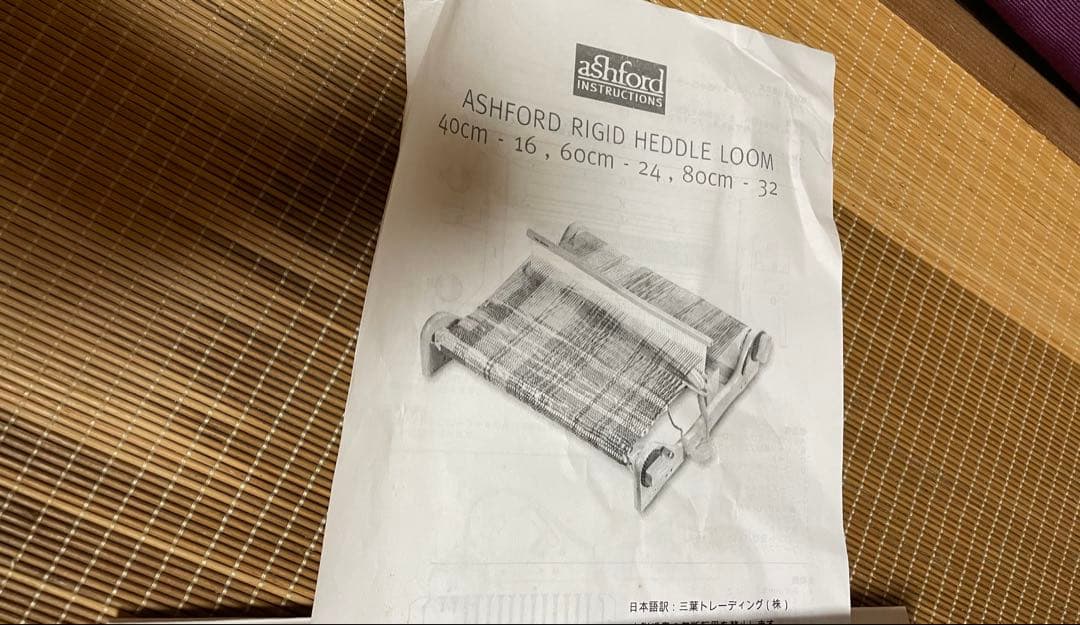 ashford
INSTRUCTIONS
ASHFORD RIGID HEDDLE LOOM
40cm - 16 , 60cm - 24 , 80cm - 32
日本語訳：三葉トレーディング(株)